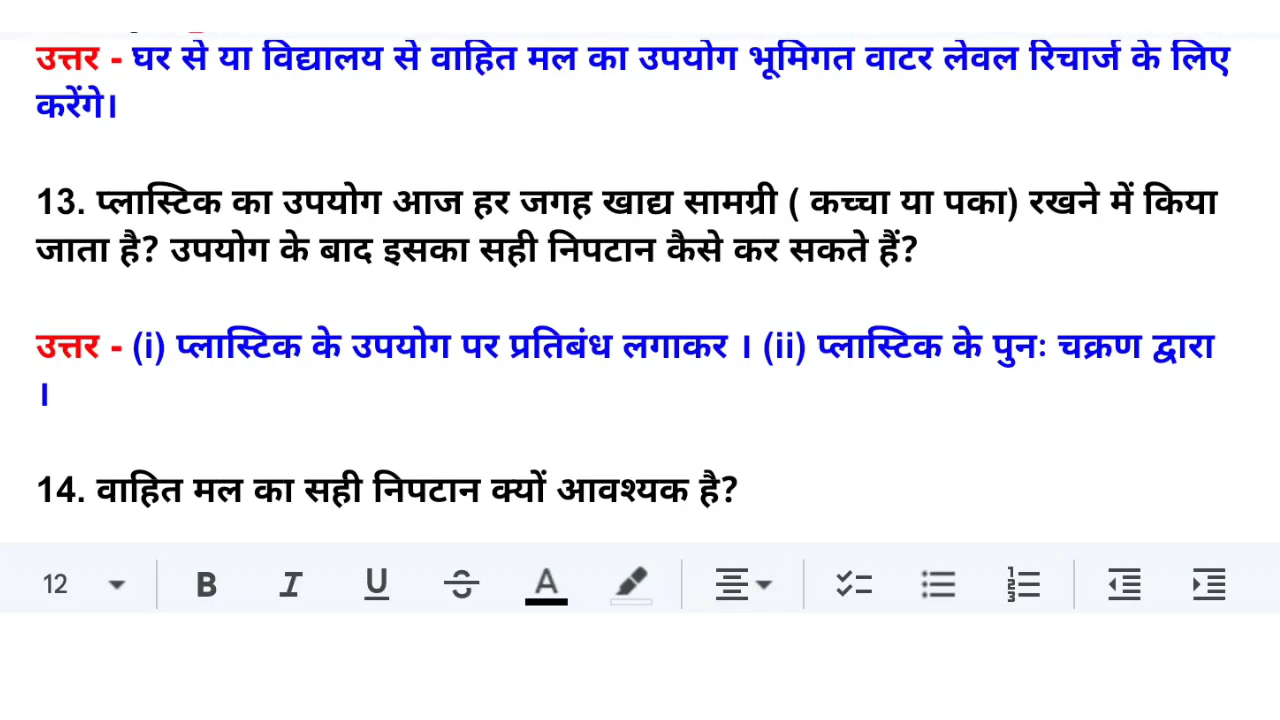 उत्तर - घर से या विद्यालय से वाहित मल का उपयोग भूमिगत वाटर लेवल रिचार्ज के लिए
करेंगे।
13. प्लास्टिक का उपयोग आज हर जगह खाद्य सामग्री ( कच्चा या पका) रखने में किया
जाता है? उपयोग के बाद इसका सही निपटान कैसे कर सकते हैं?
उत्तर - (i) प्लास्टिक के उपयोग पर प्रतिबंध लगाकर । (ii) प्लास्टिक के पुनः चक्रण द्वारा
।
14. वाहित मल का सही निपटान क्यों आवश्यक है?
12 B I U S A